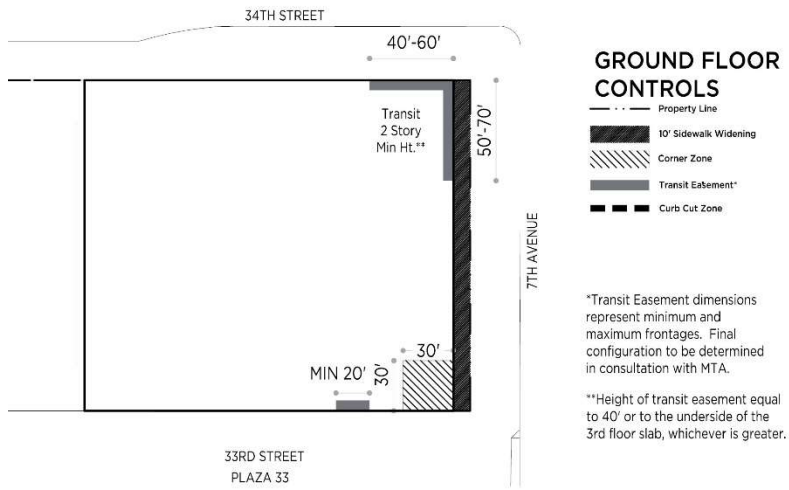 34TH STREET
40'-60'
GROUND FLOOR
CONTROLS
Property Line
10' Sidewalk Widening
Corner Zone
Transit Easement*
Curb Cut Zone
Transit
2 Story
Min Ht.**
50'-70'
7TH AVENUE
*Transit Easement dimensions
represent minimum and
maximum frontages. Final
configuration to be determined
in consultation with MTA.
**Height of transit easement equal
to 40' or to the underside of the
3rd floor slab, whichever is greater.
30'
MIN 20'
30'
33RD STREET
PLAZA 33